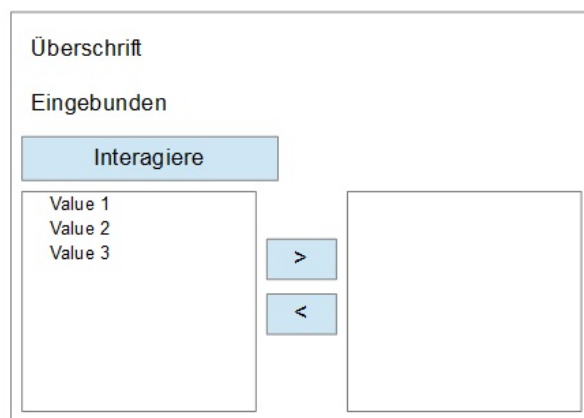 Überschrift
Eingebunden
Interagiere
Value 1
Value 2
Value 3
>
<